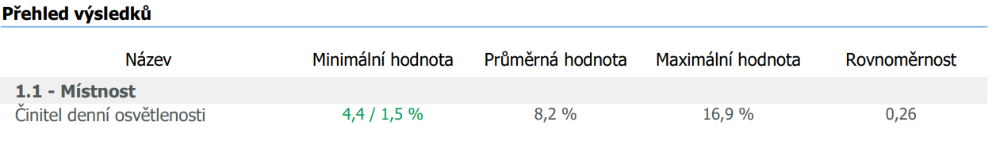 Přehled výsledků
Název Minimální hodnota Průměrná hodnota Maximální hodnota Rovnoměrnost
1.1 - Místnost
Činitel denní osvětlenosti 4,4 / 1,5 % 8,2 % 16,9 % 0,26